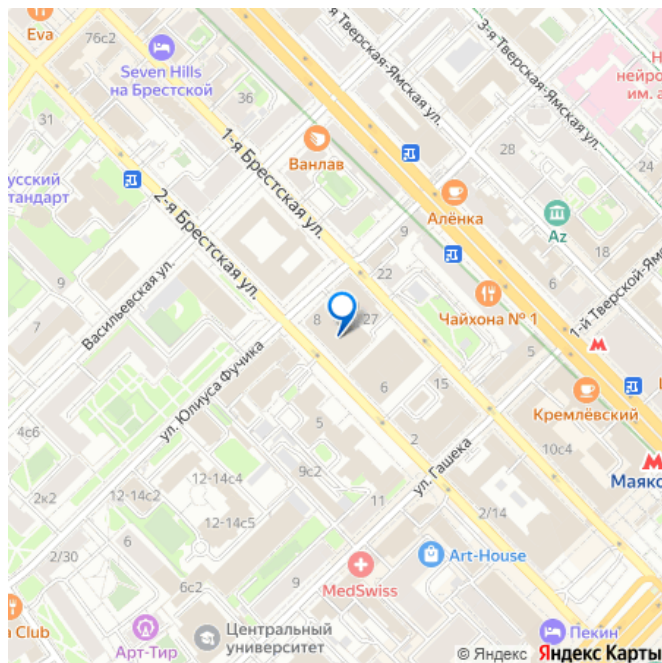 Eva
76с2
Seven Hills
на Брестской
36
31
усский
тандарт
1-я Брестская ул.
2-я Брестская ул.
Ванлав
я Тверская-Ямская ул.
3-я Тверская-Ямская ул.
Н
нейро
им. а
28
24
Алёнка
Az
18
9
22
6
1-й Тверской-Ям
Чайхона № 1
5
9
7
Васильевская ул.
8
27
ул. Юлиуса Фучика
6
15
Кремлёвский
4с6
5
2
10с4
Маяко
9с2
12-14с4
ул. Гашека
2к2
12-14с2
12-14с5
11
2/14
2/30
Art-House
6с2
9
MedSwiss
a Club
Арт-Тир
Центральный
университет
Пекин
© Яндекс Яндекс Карты